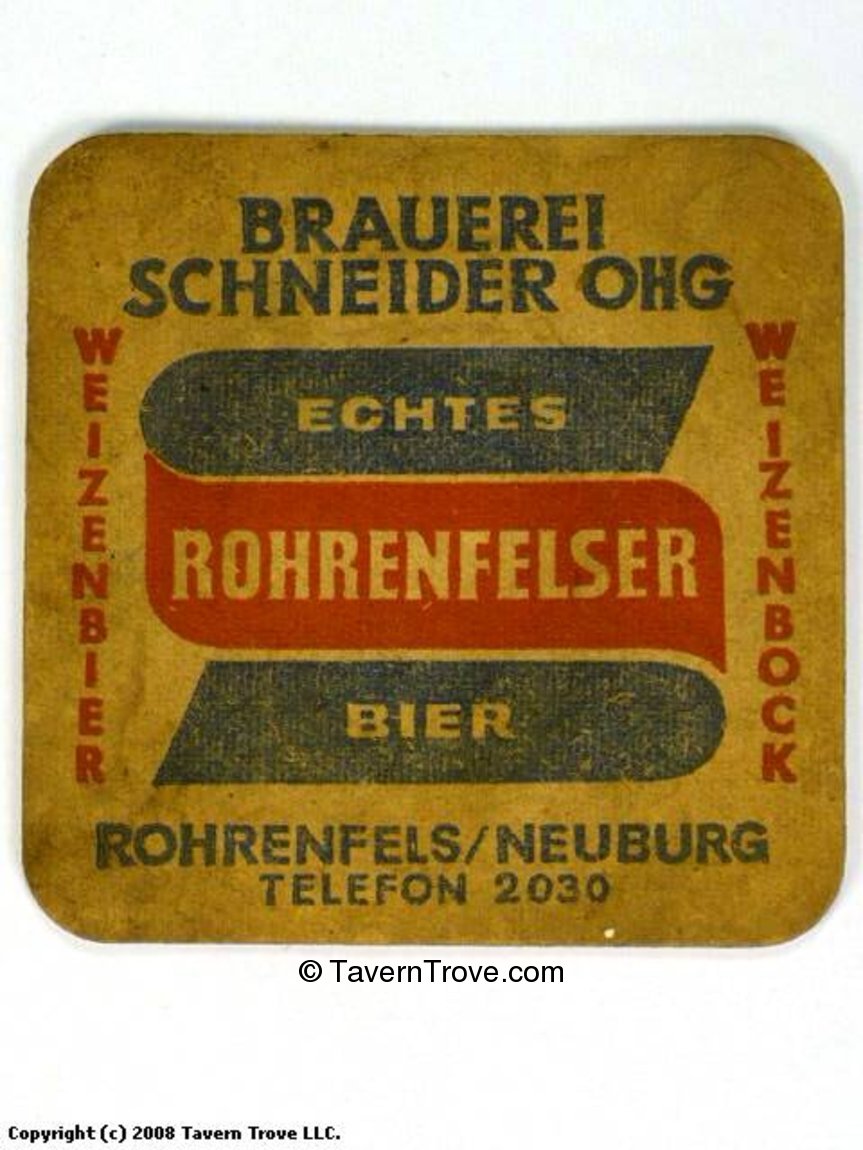 BRAUEREI
SCHNEIDER OHG
WEIZENBIER
ECHTES
ROHRENFELSER
BIER
WEIZENBOCK
ROHRENFELS/NEUBURG
TELEFON 2030
© TavernTrove.com
Copyright (c) 2008 Tavern Trove LLC.